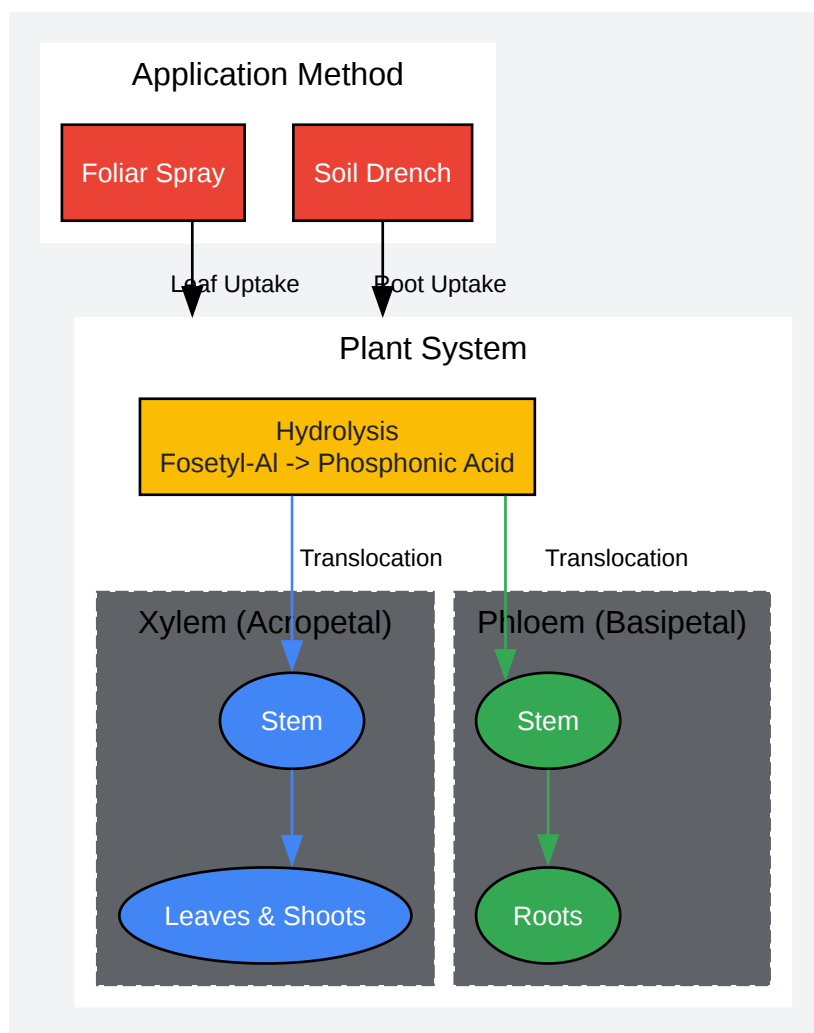 Application Method
Foliar Spray
Soil Drench
Leaf Uptake
Root Uptake
Plant System
Hydrolysis
Fosetyl-Al -> Phosphonic Acid
Translocation
Translocation
Xylem (Acropetal)
Phloem (Basipetal)
Stem
Stem
Leaves & Shoots
Roots